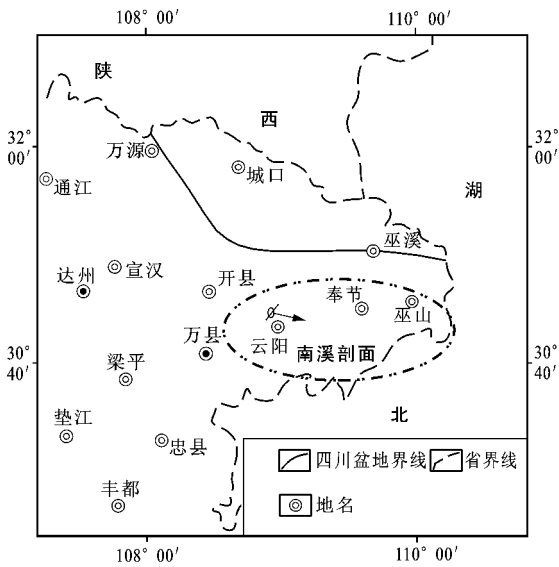 108° 00′
110° 00′
陕
西
湖
32°
00′
32°
00′
万源
城口
通江
巫溪
宣汉
达州
开县
奉节
巫山
万县
云阳
南溪剖面
30°
40′
30°
40′
梁平
北
垫江
忠县
四川盆地界线
省界线
丰都
地名
108° 00′
110° 00′